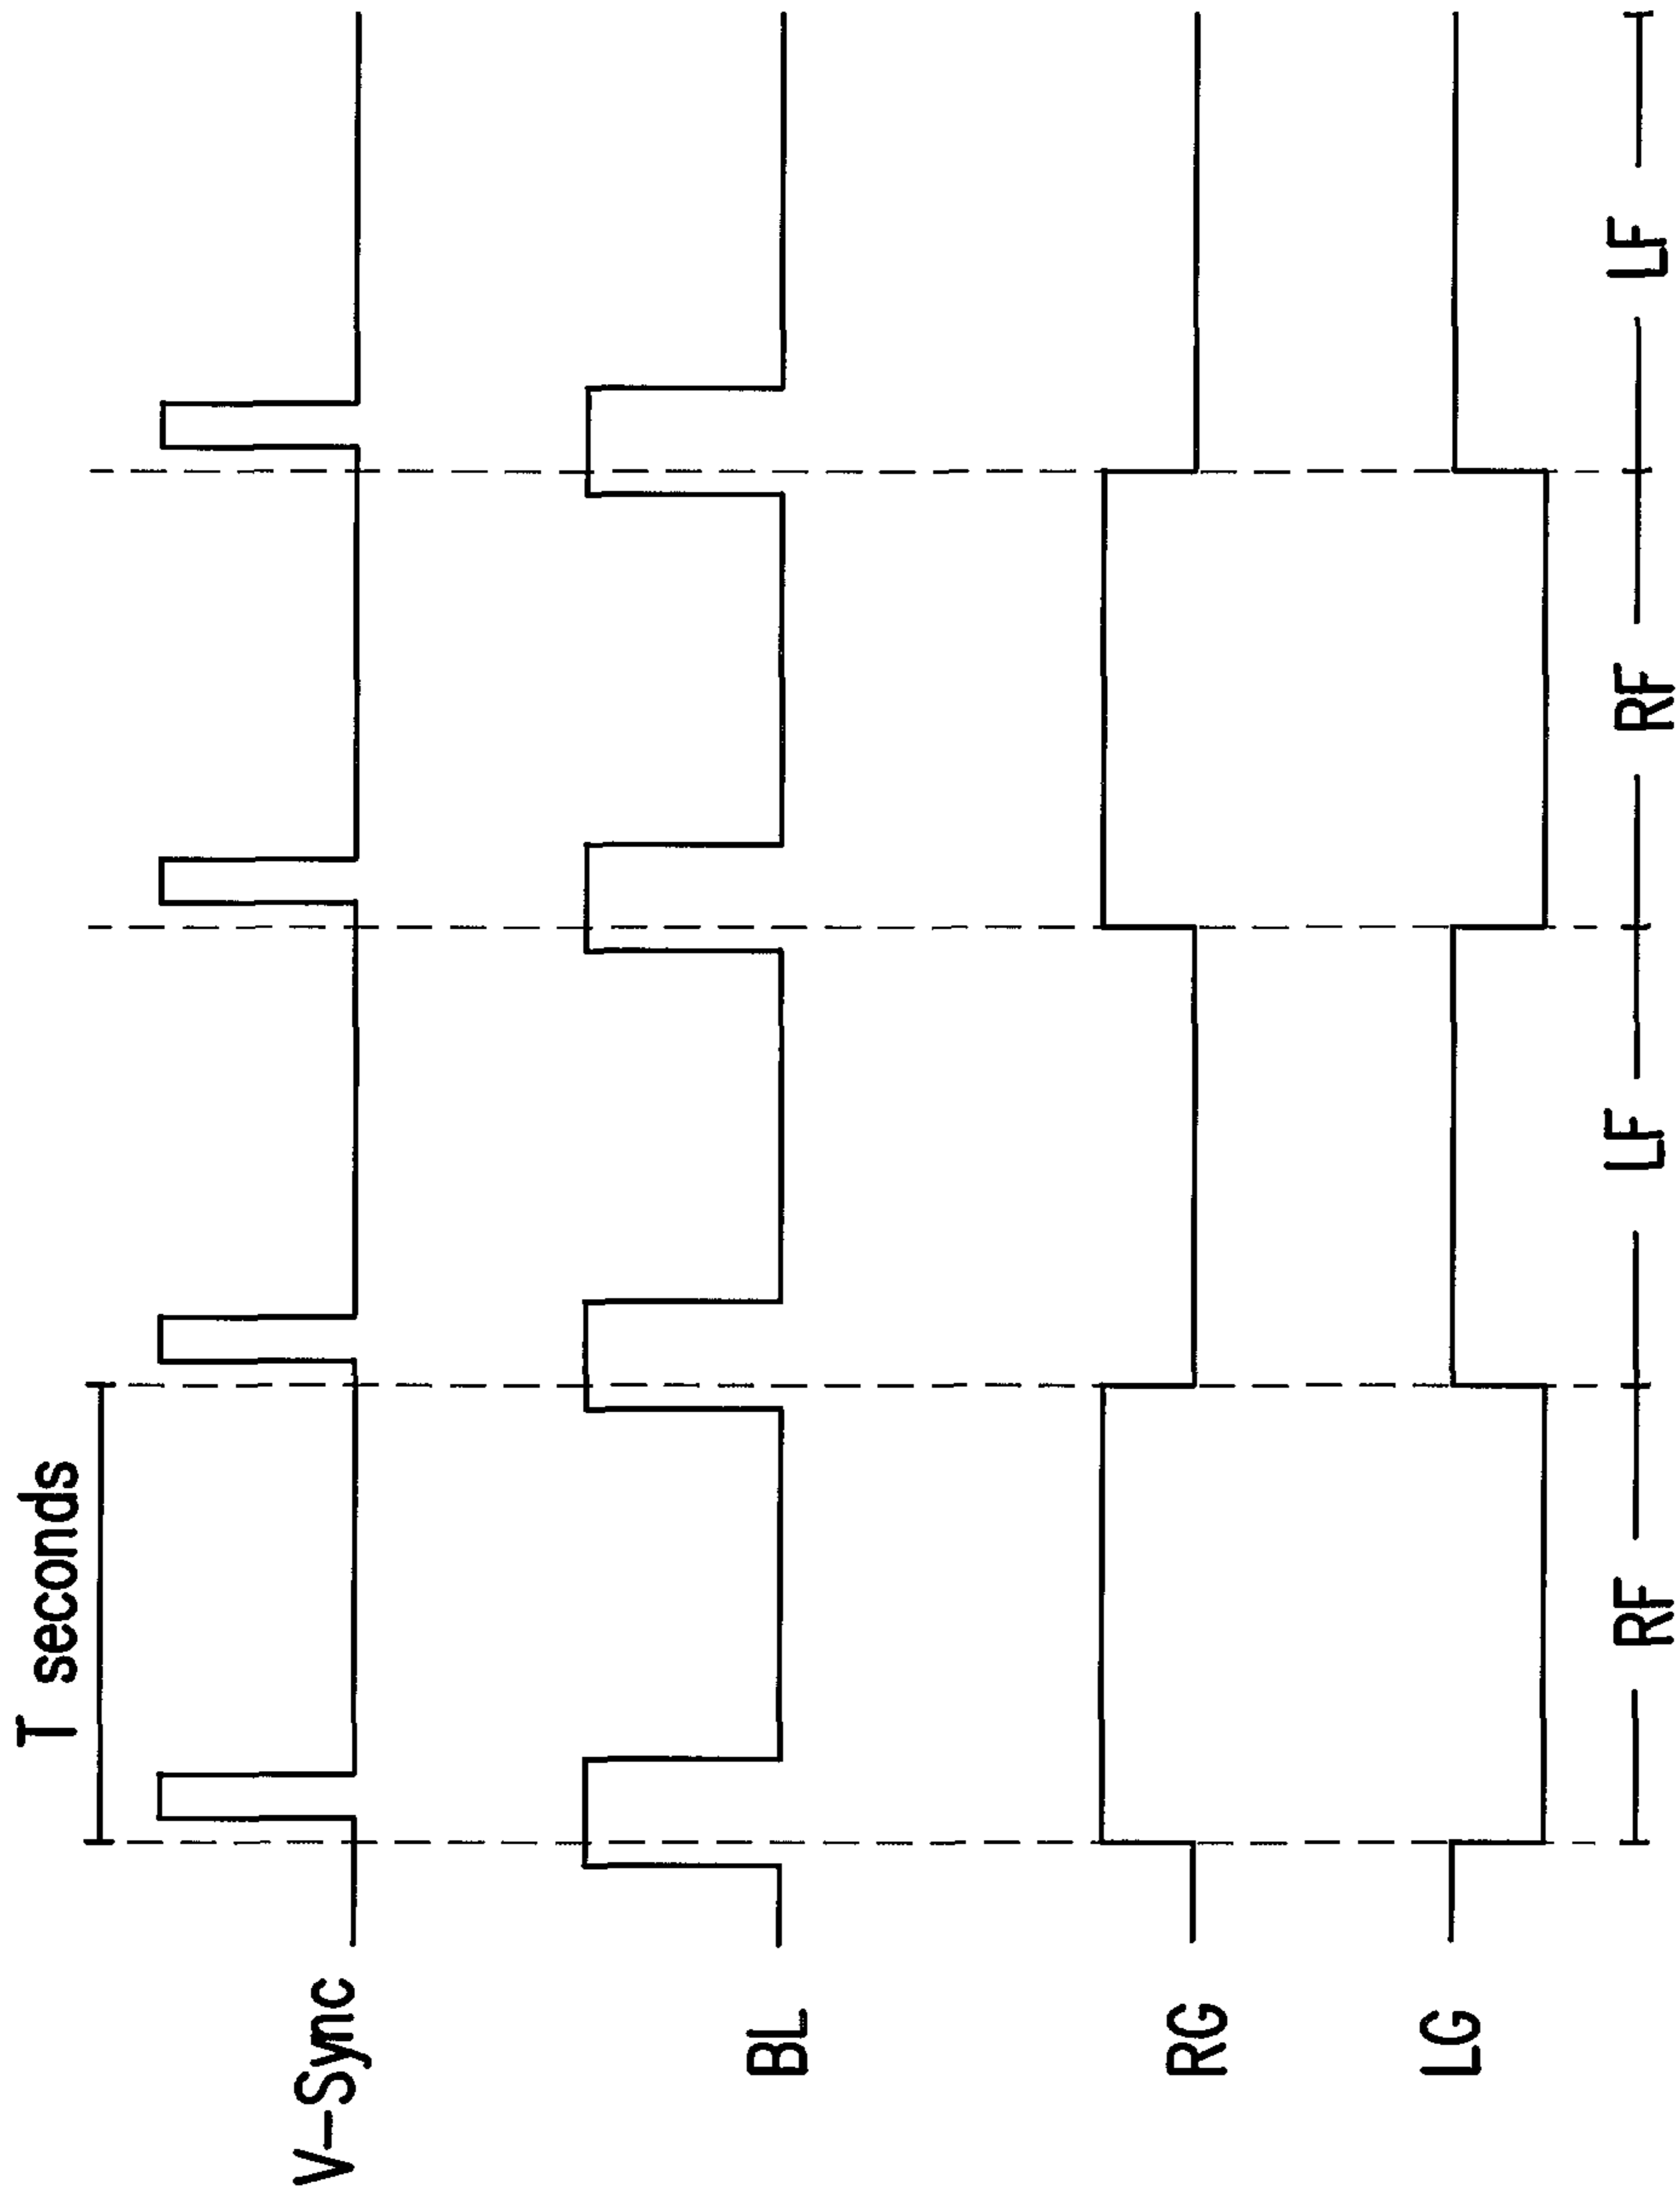 T seconds
V-Sync
BL
RG
LG
RF
LF
RF
LF